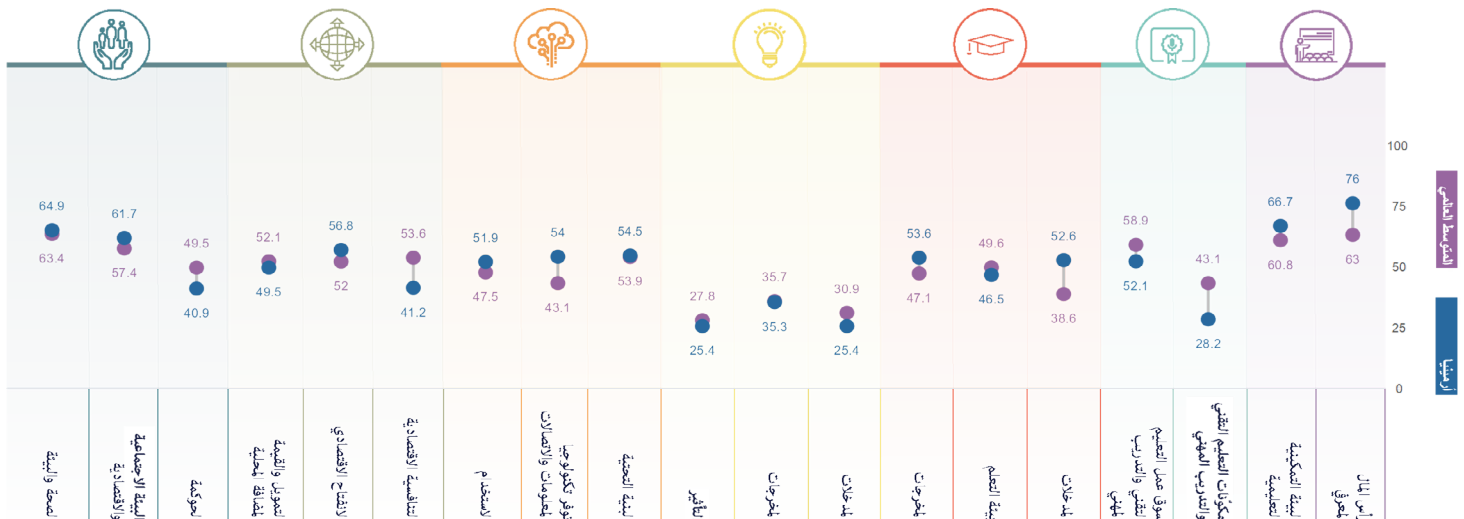 100
75
50
25
0
المتوسط العالمي
أرمينيا
76
63
66.7
60.8
43.1
28.2
58.9
52.1
52.6
38.6
49.6
46.5
53.6
47.1
30.9
25.4
35.7
35.3
27.8
25.4
54.5
53.9
54
43.1
51.9
47.5
53.6
41.2
56.8
52
52.1
49.5
49.5
40.9
61.7
57.4
64.9
63.4
رأس المال
المعرفي
البيئة التمكينية
التعليمية
مكوّنات التعليم التقني
والتدريب المهني
سوق عمل التعليم
التقني والتدريب
المهني
المدخلات
بيئة التعلم
المخرجات
المدخلات
المخرجات
التأثير
البنية التحتية
توفر تكنولوجيا
المعلومات والاتصالات
الاستخدام
التنافسية الاقتصادية
الانفتاح الاقتصادي
التمويل والقيمة
المضافة المحلية
الحوكمة
البيئة الاجتماعية
والاقتصادية
الصحة والبيئة